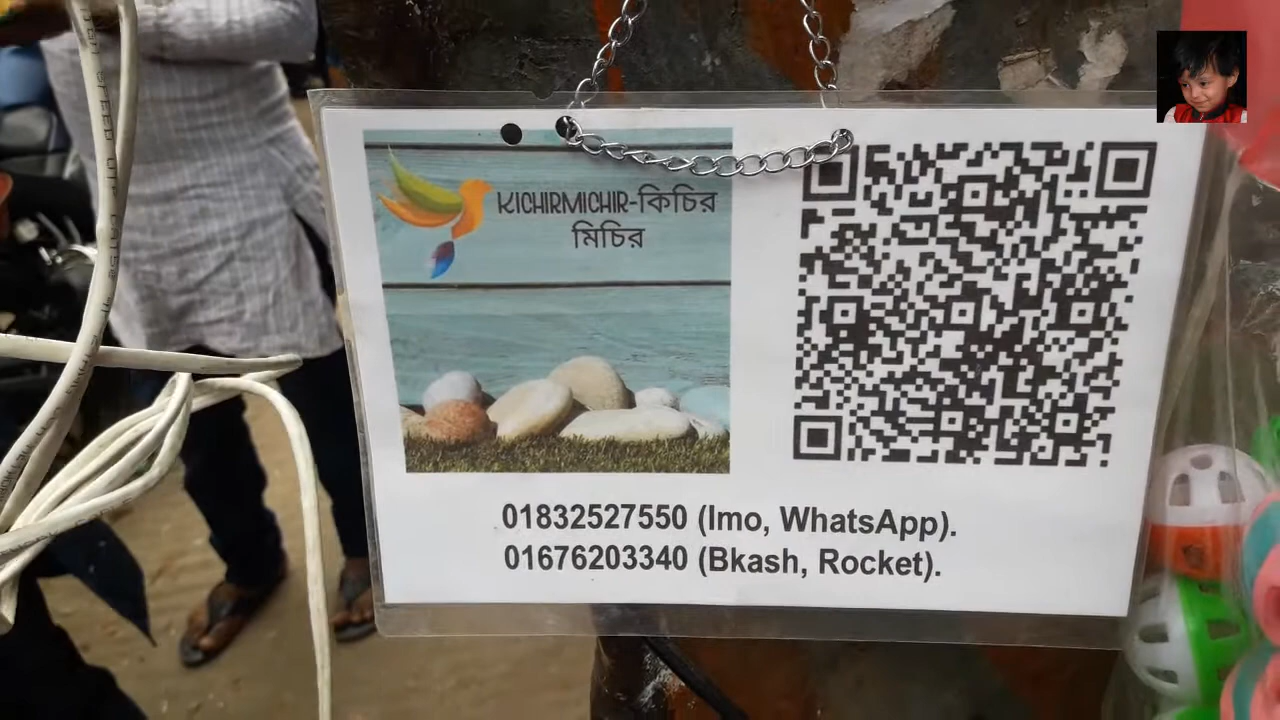 KICHIRMICHIR-কিচির
মিচির
01832527550 (Imo, WhatsApp).
01676203340 (Bkash, Rocket).